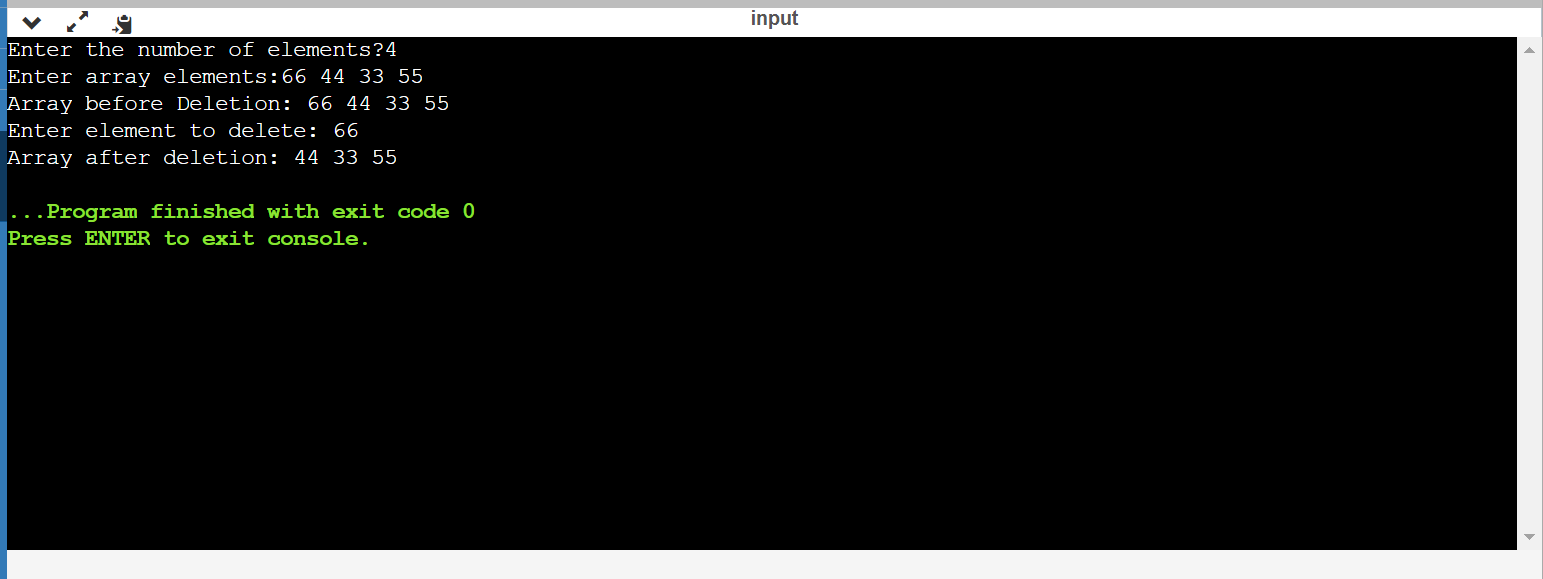 input
Enter the number of elements?4
Enter array elements:66 44 33 55
Array before Deletion: 66 44 33 55
Enter element to delete: 66
Array after deletion: 44 33 55
...Program finished with exit code 0
Press ENTER to exit console.